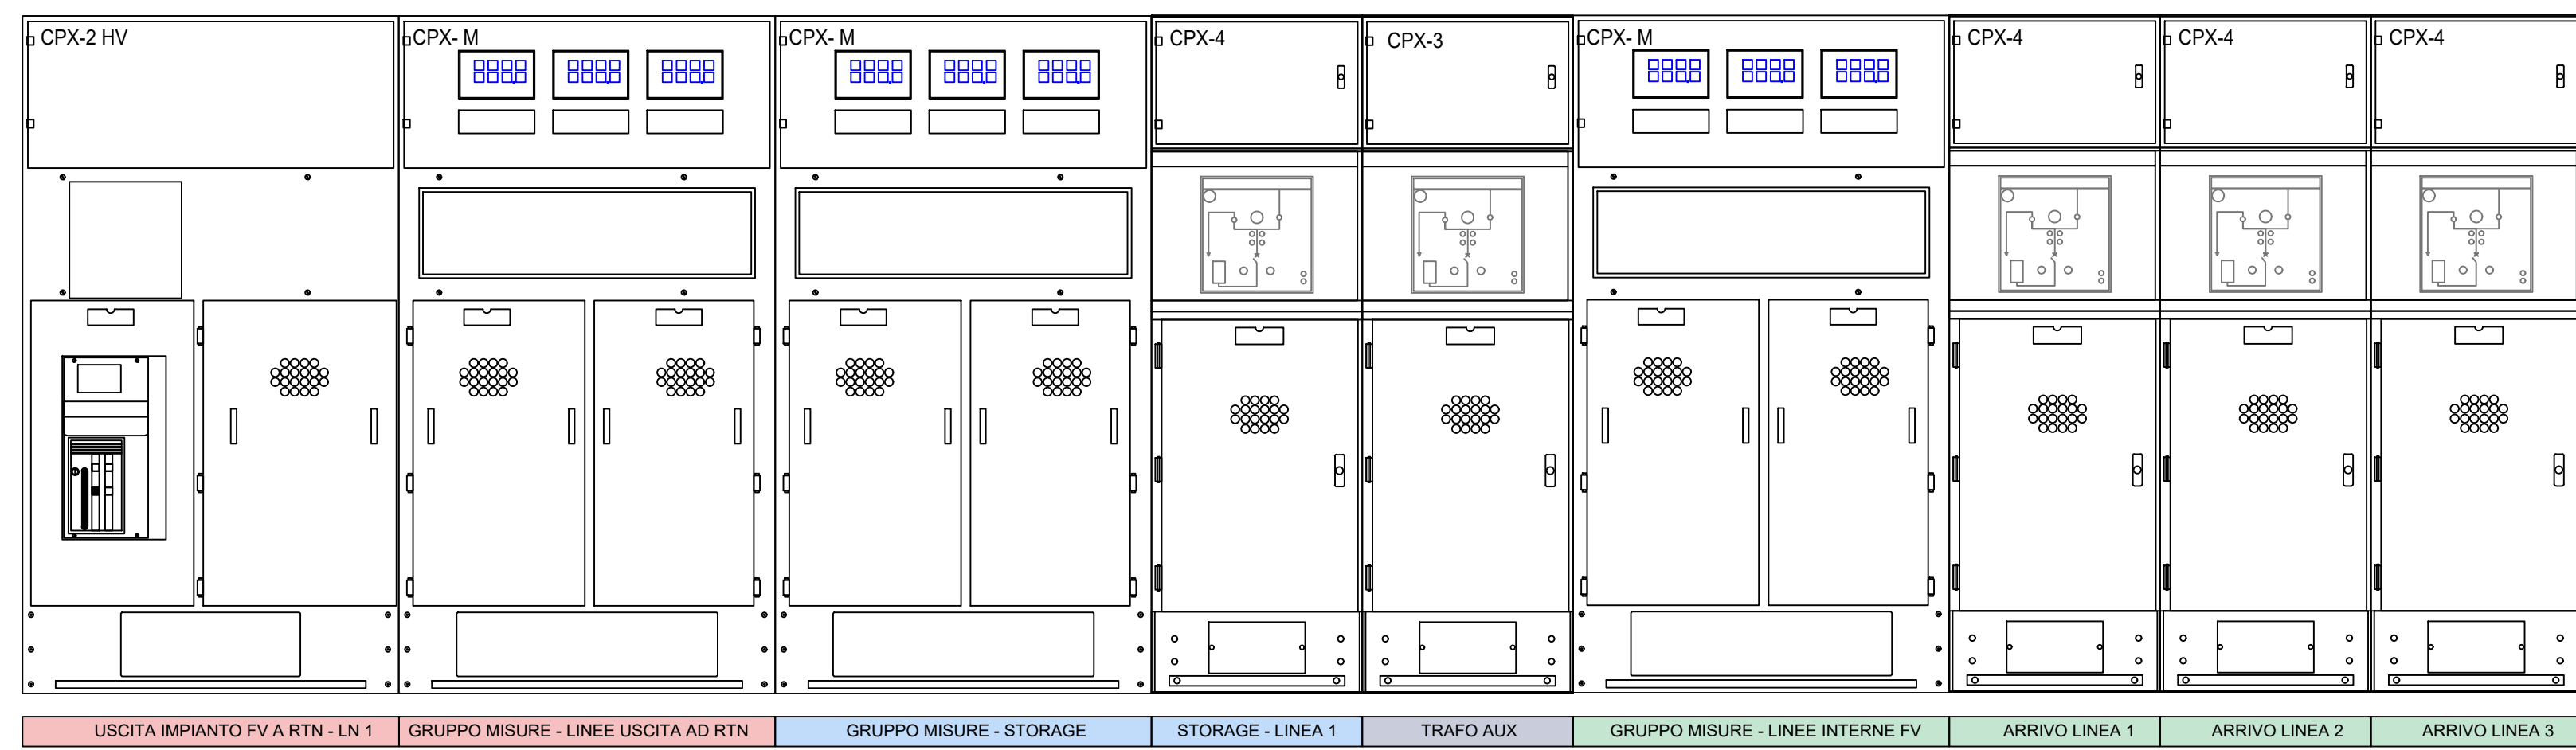 CPX-2 HV
CPX- M
CPX- M
CPX-4
CPX-3
CPX- M
CPX-4
CPX-4
CPX-4
USCITA IMPIANTO FV A RTN - LN 1
GRUPPO MISURE - LINEE USCITA AD RTN
GRUPPO MISURE - STORAGE
STORAGE - LINEA 1
TRAFO AUX
GRUPPO MISURE - LINEE INTERNE FV
ARRIVO LINEA 1
ARRIVO LINEA 2
ARRIVO LINEA 3